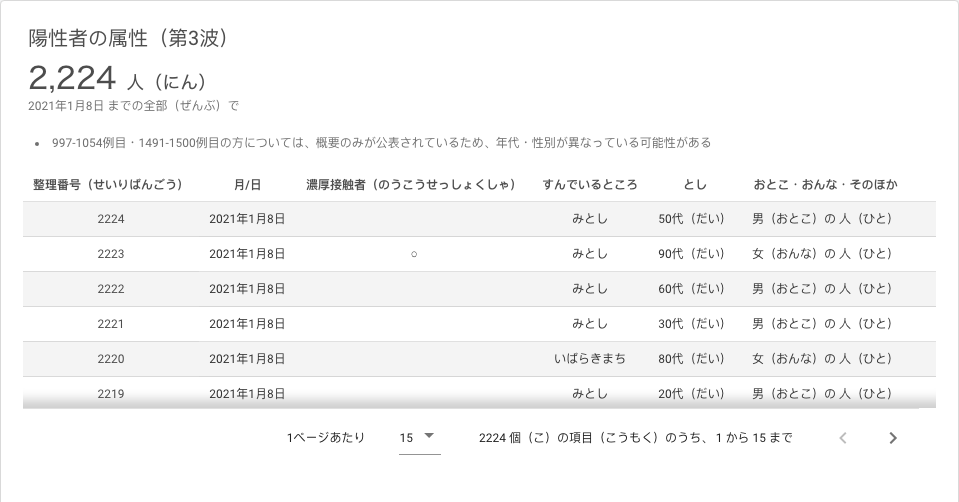 陽性者の属性（第3波）
2,224 人（にん）
2021年1月8日 までの全部（ぜんぶ）で
• 997-1054例目・1491-1500例目の方については、概要のみが公表されているため、年代・性別が異なっている可能性がある
整理番号（せいりばんごう） 月/日 濃厚接触者（のうこうせっしょくしゃ） すんでいるところ とし おとこ・おんな・そのほか
2224 2021年1月8日 みとし 50代（だい） 男（おとこ）の 人（ひと）
2223 2021年1月8日 ○ みとし 90代（だい） 女（おんな）の 人（ひと）
2222 2021年1月8日 みとし 60代（だい） 男（おとこ）の 人（ひと）
2221 2021年1月8日 みとし 30代（だい） 男（おとこ）の 人（ひと）
2220 2021年1月8日 いばらきまち 80代（だい） 女（おんな）の 人（ひと）
2219 2021年1月8日 みとし 20代（だい） 男（おとこ）の 人（ひと）
1ページあたり 15 2224 個（こ）の項目（こうもく）のうち、1 から 15 まで